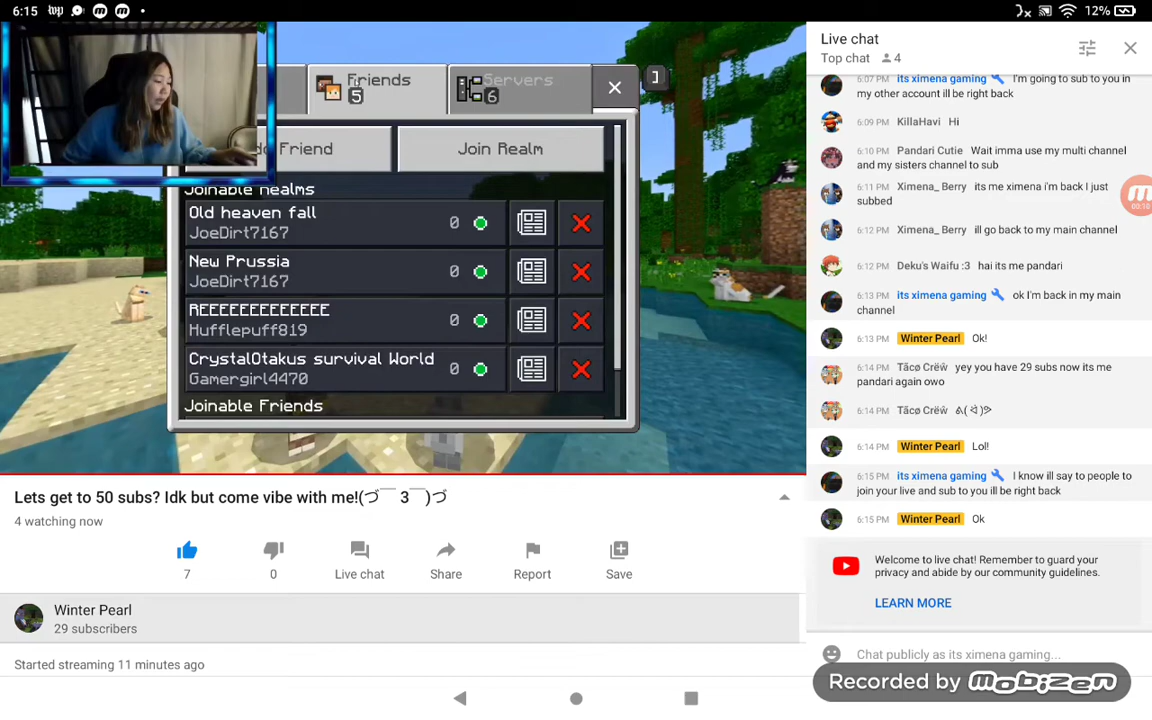 6:15
12%
Friends
5
Servers
6
Friend
Join Realm
Joinable Realms
Old heaven fall
JoeDirt7167
0
New Prussia
JoeDirt7167
0
REEEEEEEEEEEEE
Hufflepuff819
0
CrystalOtakus survival World
Gamergirl4470
0
Joinable Friends
Lets get to 50 subs? Idk but come vibe with me!(づ￣ 3￣)づ
4 watching now
7
0
Live chat
Share
Report
Save
Winter Pearl
29 subscribers
Started streaming 11 minutes ago
Live chat
Top chat 4
6:07 PM its ximena gaming I'm going to sub to you in
my other account ill be right back
6:09 PM KillaHavi Hi
6:10 PM Pandari Cutie Wait imma use my multi channel
and my sisters channel to sub
6:11 PM Ximena_ Berry its me ximena i'm back I just
subbed
6:12 PM Ximena_ Berry ill go back to my main channel
6:12 PM Deku's Waifu :3 hai its me pandari
6:13 PM its ximena gaming ok I'm back in my main
channel
6:13 PM Winter Pearl Ok!
6:14 PM Tãcø Crëŵ yey you have 29 subs now its me
pandari again owo
6:14 PM Tãcø Crëŵ
6:14 PM Winter Pearl Lol!
6:15 PM its ximena gaming I know ill say to people to
join your live and sub to you ill be right back
6:15 PM Winter Pearl Ok
Welcome to live chat! Remember to guard your
privacy and abide by our community guidelines.
LEARN MORE
Chat publicly as its ximena gaming...
Recorded by mobizen